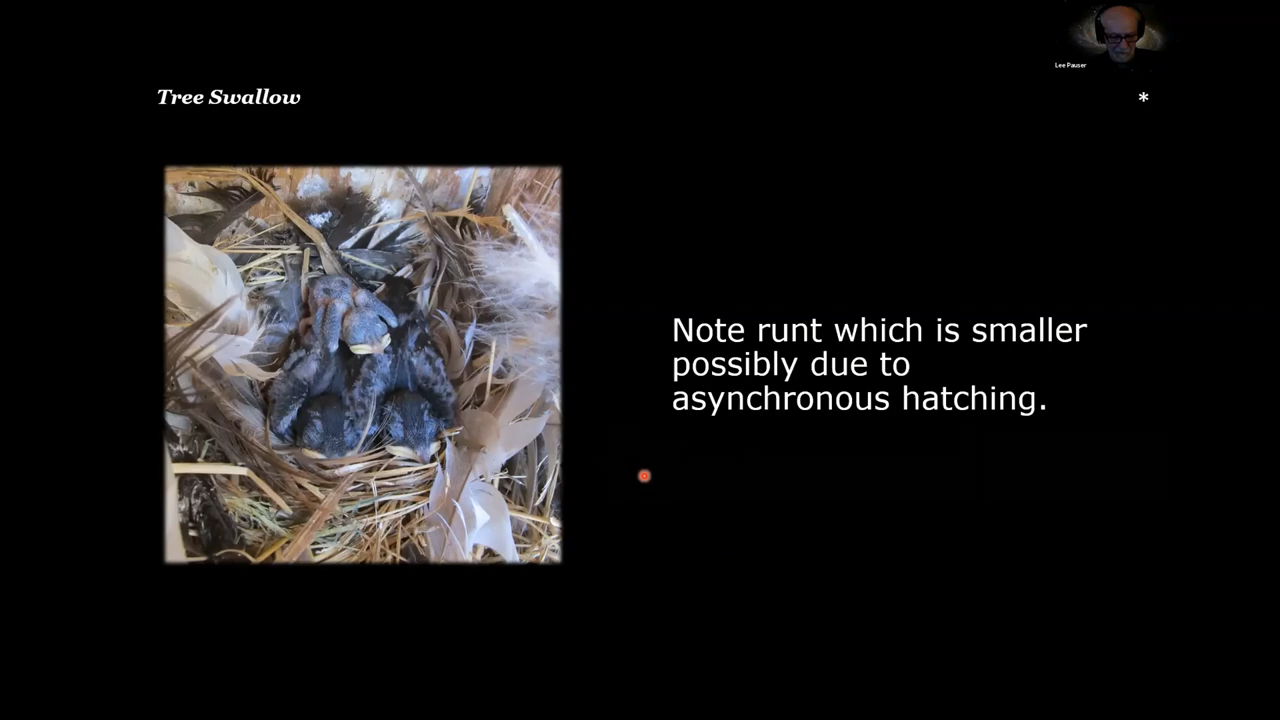 Lee Pauser
Tree Swallow
*
Note runt which is smaller
possibly due to
asynchronous hatching.